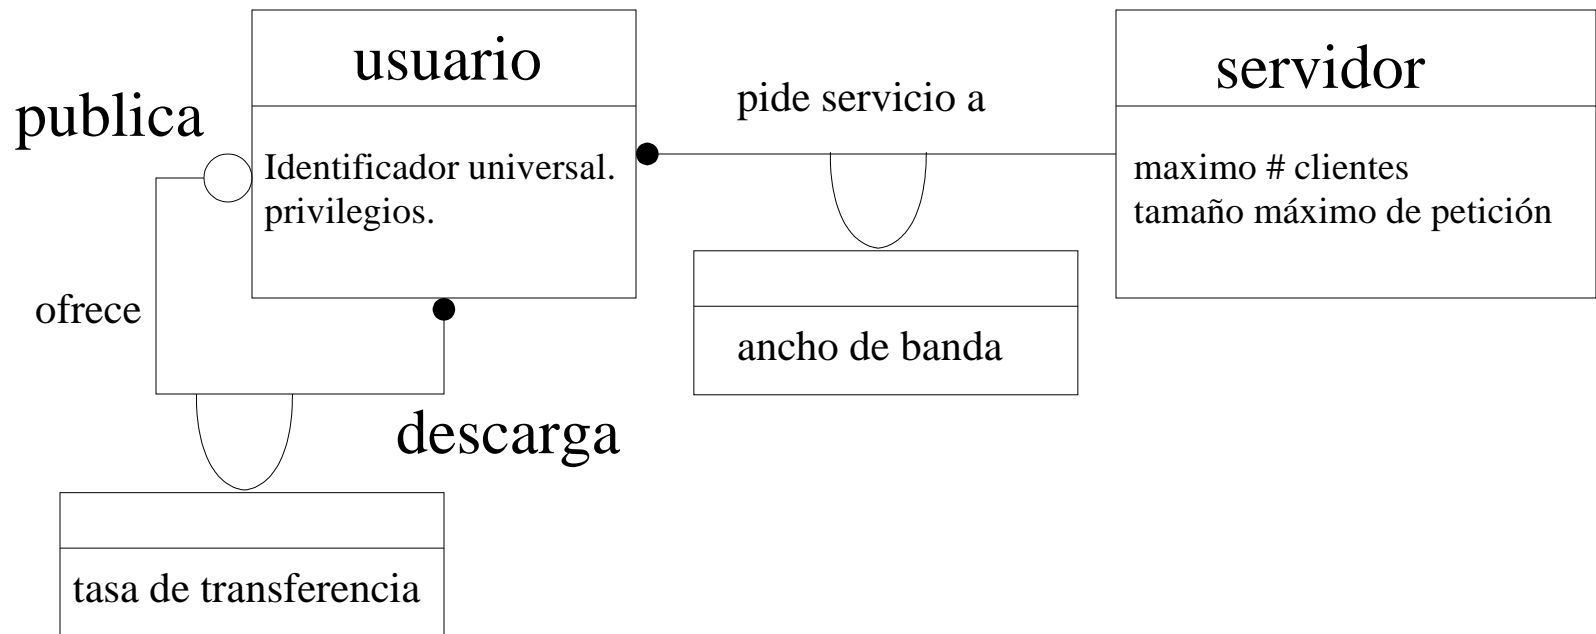 usuario
servidor
publica
pide servicio a
Identificador universal.
privilegios.
maximo # clientes
tamaño máximo de petición
ofrece
ancho de banda
descarga
tasa de transferencia